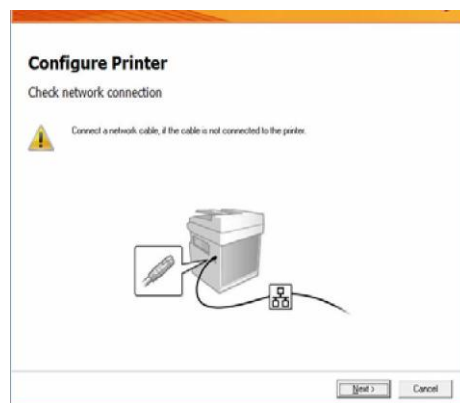 Configure Printer
Check network connection
Connect a network cable, if the cable is not connected to the printer.
Next >
Cancel